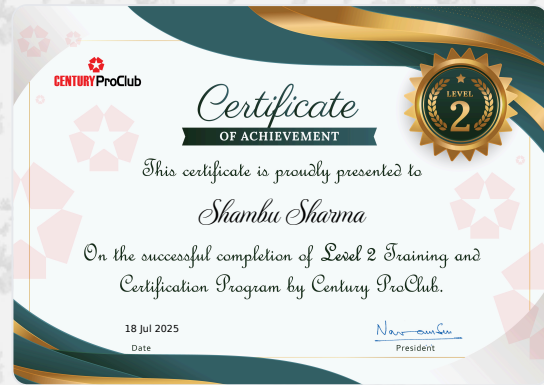 CENTURY ProClub
Certificate
OF ACHIEVEMENT
LEVEL
2
This certificate is proudly presented to
Shambu Sharma
On the successful completion of Level 2 Training and
Certification Program by Century ProClub.
18 Jul 2025
Date
President